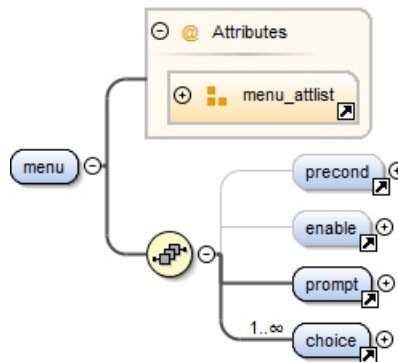 @ Attributes
menu_attlist
menu
precond
enable
prompt
1..∞
choice